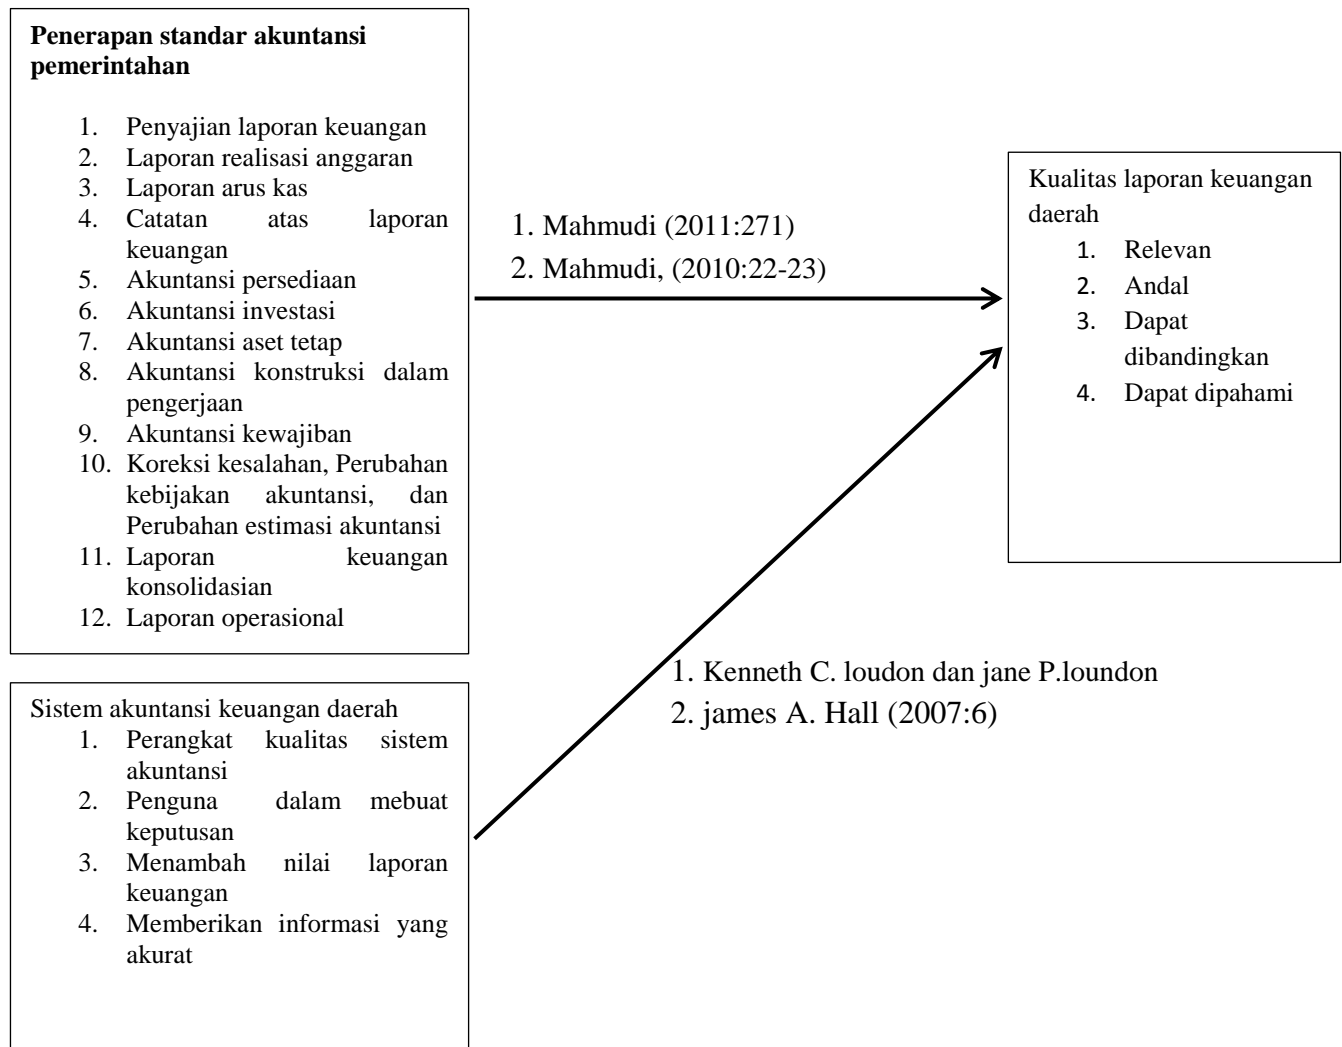 Penerapan standar akuntansi
pemerintahan
1. Penyajian laporan keuangan
2. Laporan realisasi anggaran
3. Laporan arus kas
4. Catatan atas laporan
keuangan
5. Akuntansi persediaan
6. Akuntansi investasi
7. Akuntansi aset tetap
8. Akuntansi konstruksi dalam
pengerjaan
9. Akuntansi kewajiban
10. Koreksi kesalahan, Perubahan
kebijakan akuntansi, dan
Perubahan estimasi akuntansi
11. Laporan keuangan
konsolidasian
12. Laporan operasional
1. Mahmudi (2011:271)
2. Mahmudi, (2010:22-23)
Kualitas laporan keuangan
daerah
1. Relevan
2. Andal
3. Dapat
dibandingkan
4. Dapat dipahami
Sistem akuntansi keuangan daerah
1. Perangkat kualitas sistem
akuntansi
2. Penguna dalam mebuat
keputusan
3. Menambah nilai laporan
keuangan
4. Memberikan informasi yang
akurat
1. Kenneth C. loudon dan jane P.loundon
2. james A. Hall (2007:6)